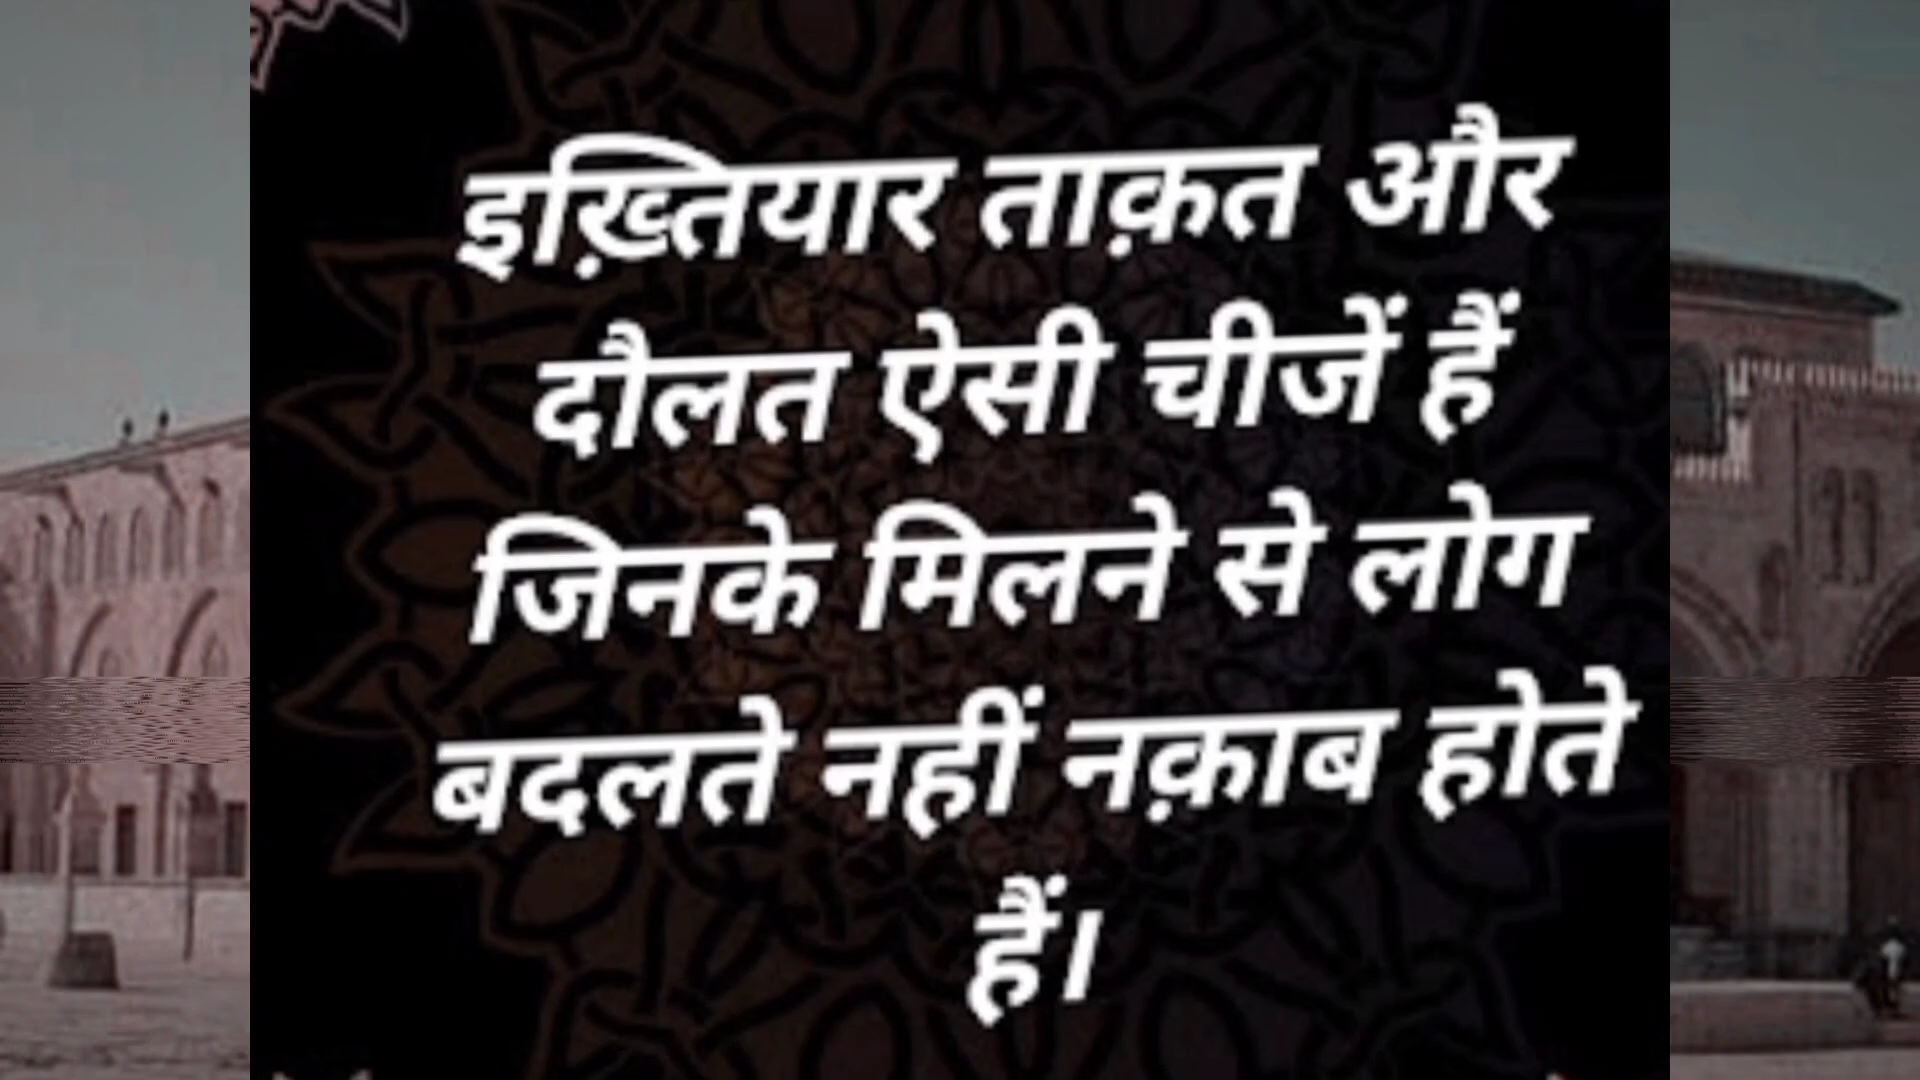 इख़्तियार ताक़त और
दौलत ऐसी चीजें हैं
जिनके मिलने से लोग
बदलते नहीं नक़ाब होते
हैं।